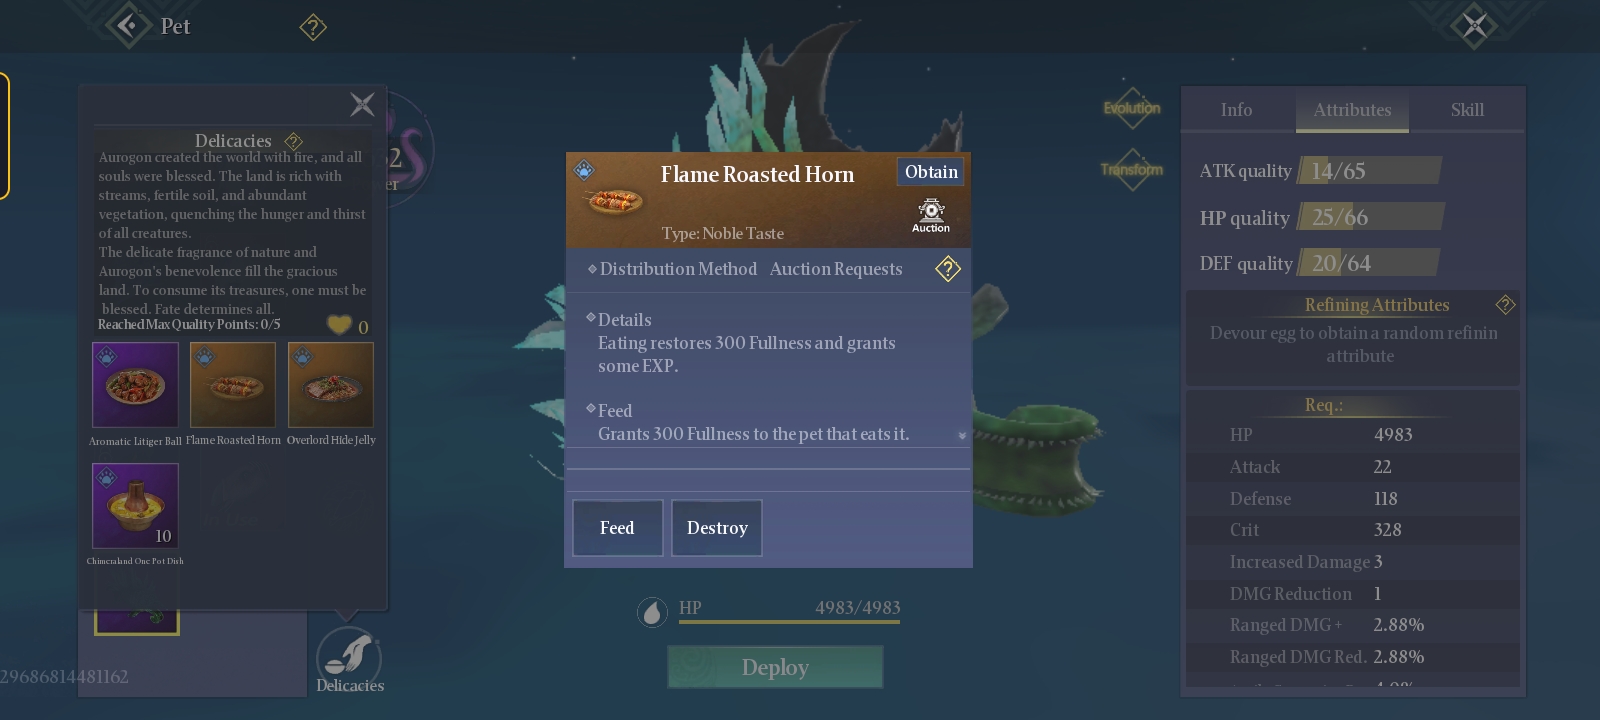 Pet
Delicacies
Aurogon created the world with fire, and all
souls were blessed. The land is rich with
streams, fertile soil, and abundant
vegetation, quenching the hunger and thirst
of all creatures.
The delicate fragrance of nature and
Aurogon's benevolence fill the gracious
land. To consume its treasures, one must be
blessed. Fate determines all.
Reached Max Quality Points: 0/5
0
Aromatic Litiger Ball
Flame Roasted Horn
Overlord Hide Jelly
10
Chimeraland One Pot Dish
29686814481162
Delicacies
Flame Roasted Horn
Obtain
Type: Noble Taste
Auction
Distribution Method Auction Requests
Details
Eating restores 300 Fullness and grants
some EXP.
Feed
Grants 300 Fullness to the pet that eats it.
Feed
Destroy
HP 4983/4983
Deploy
Evolution
Transform
Info
Attributes
Skill
ATK quality 14/65
HP quality 25/66
DEF quality 20/64
Refining Attributes
Devour egg to obtain a random refinin
attribute
Req.:
HP 4983
Attack 22
Defense 118
Crit 328
Increased Damage 3
DMG Reduction 1
Ranged DMG + 2.88%
Ranged DMG Red. 2.88%